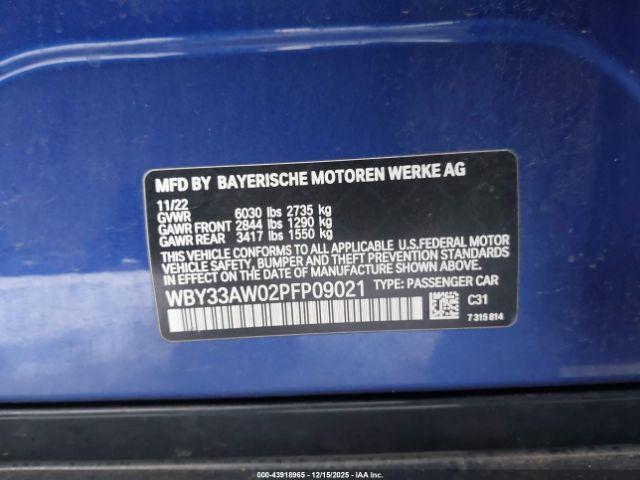 MFD BY BAYERISCHE MOTOREN WERKE AG
11/22
GVWR 6030 lbs 2735 kg
GAWR FRONT 2844 lbs 1290 kg
GAWR REAR 3417 lbs 1550 kg
THIS VEHICLE CONFORMS TO ALL APPLICABLE U.S.FEDERAL MOTOR
VEHICLE SAFETY, BUMPER, AND THEFT PREVENTION STANDARDS
IN EFFECT ON THE DATE OF MANUFACTURE SHOWN ABOVE.
WBY33AW02PFP09021 TYPE: PASSENGER CAR
C31
7 315 814
© 000-43918965 - 12/15/2025 - IAA Inc.